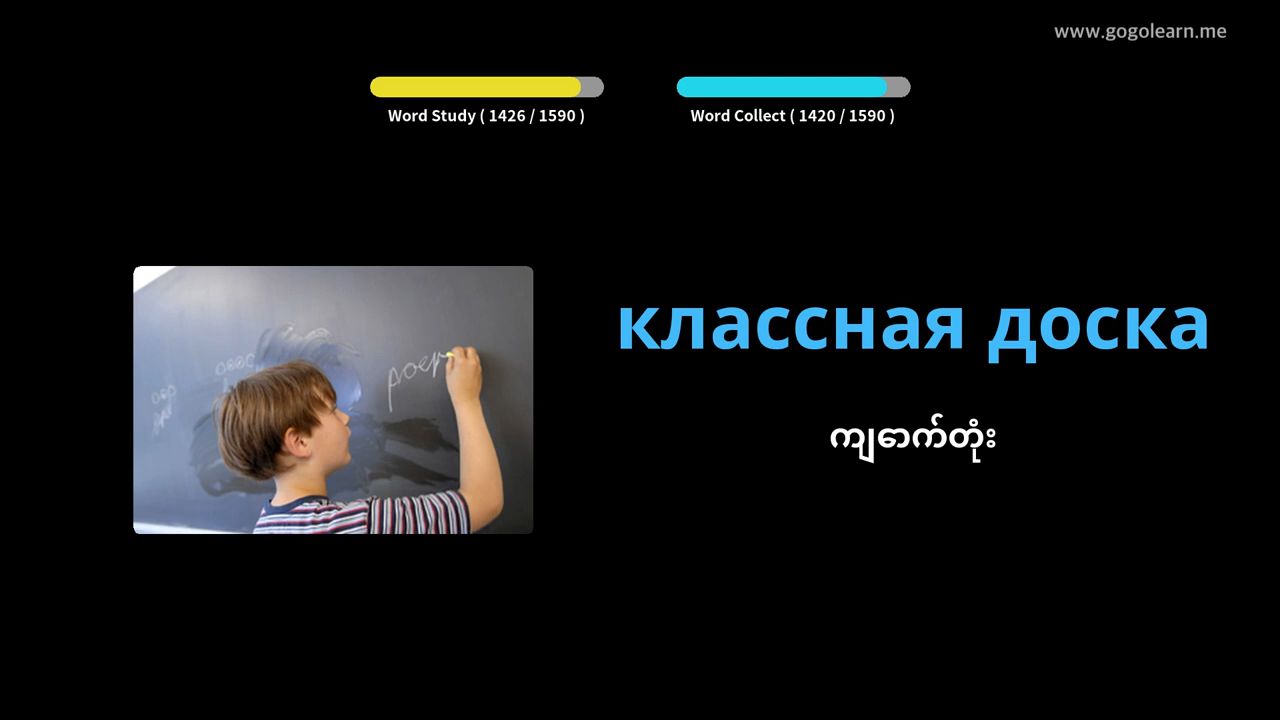 www.gogolearn.me
Word Study ( 1426 / 1590 )
Word Collect ( 1420 / 1590 )
классная доска
ကျောက်တုံး